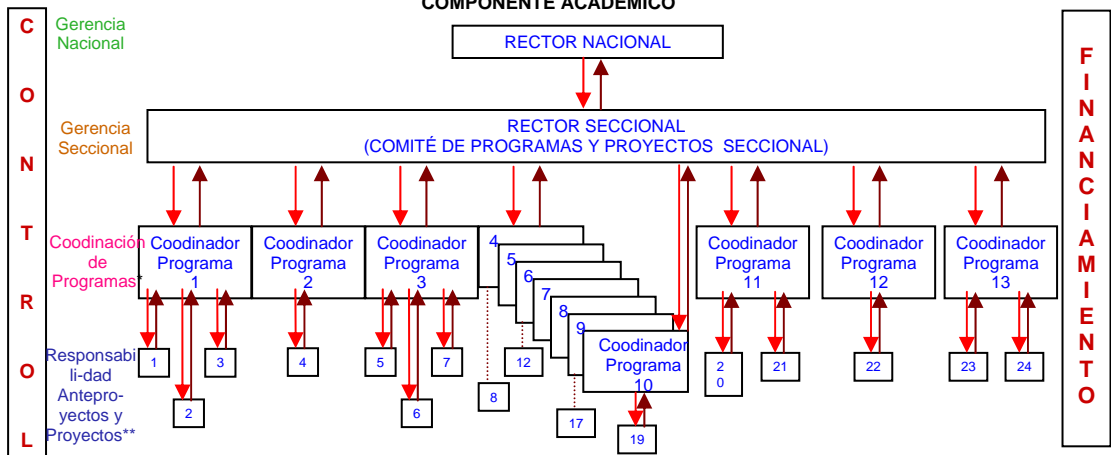 COMPONENTE ACADÉMICO
C
O
N
T
R
O
L
Gerencia
Nacional
RECTOR NACIONAL
Gerencia
Seccional
RECTOR SECCIONAL
(COMITÉ DE PROGRAMAS Y PROYECTOS SECCIONAL)
Coodinación
de
Programas*
Coodinador
Programa
1
Coodinador
Programa
2
Coodinador
Programa
3
4
5
6
7
8
9
Coodinador
Programa
10
Coodinador
Programa
11
Coodinador
Programa
12
Coodinador
Programa
13
Responsabi
li-dad
Antepro-
yectos y
Proyectos**
1
2
3
4
5
6
7
8
12
17
19
2
0
21
22
23
24
F
I
N
A
N
C
I
A
M
I
E
N
T
O